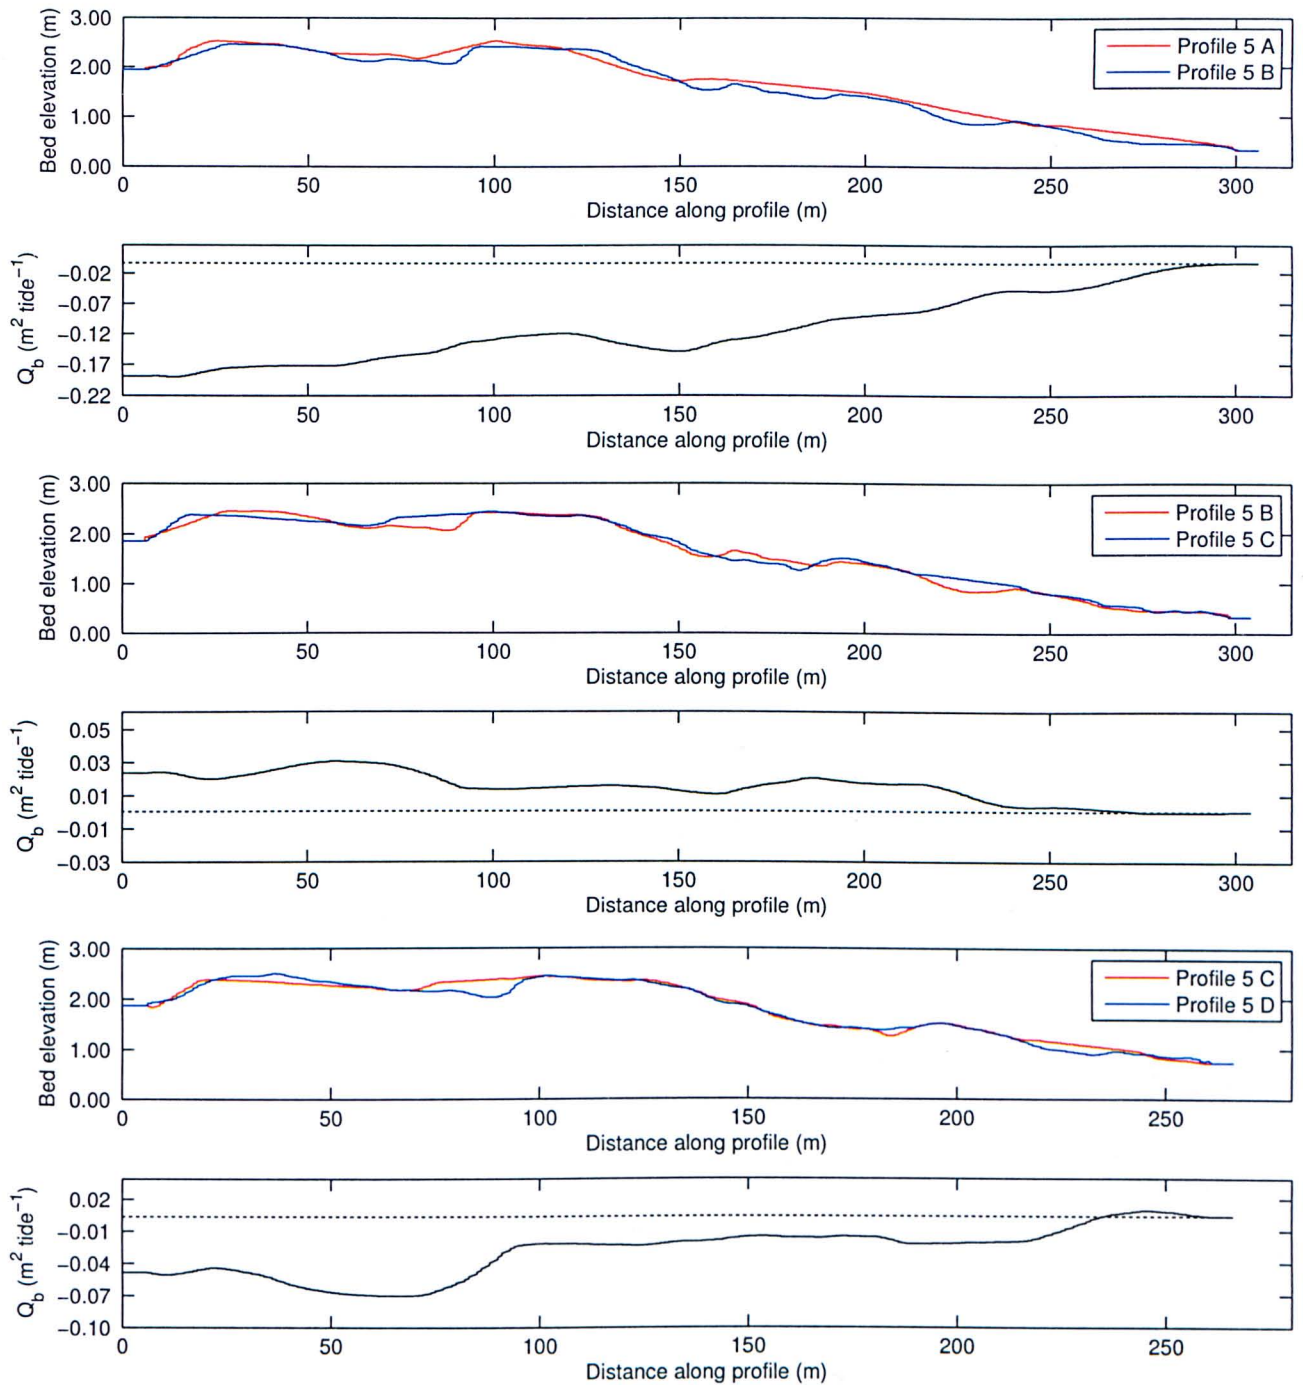 Bed elevation (m)
3.00
2.00
1.00
0.00
Profile 5 A
Profile 5 B
0 50 100 150 200 250 300
Distance along profile (m)
Q_b (m² tide⁻¹)
−0.02
−0.07
−0.12
−0.17
−0.22
0 50 100 150 200 250 300
Distance along profile (m)
Bed elevation (m)
3.00
2.00
1.00
0.00
Profile 5 B
Profile 5 C
0 50 100 150 200 250 300
Distance along profile (m)
Q_b (m² tide⁻¹)
0.05
0.03
0.01
−0.01
−0.03
0 50 100 150 200 250 300
Distance along profile (m)
Bed elevation (m)
3.00
2.00
1.00
0.00
Profile 5 C
Profile 5 D
0 50 100 150 200 250
Distance along profile (m)
Q_b (m² tide⁻¹)
0.02
−0.01
−0.04
−0.07
−0.10
0 50 100 150 200 250
Distance along profile (m)